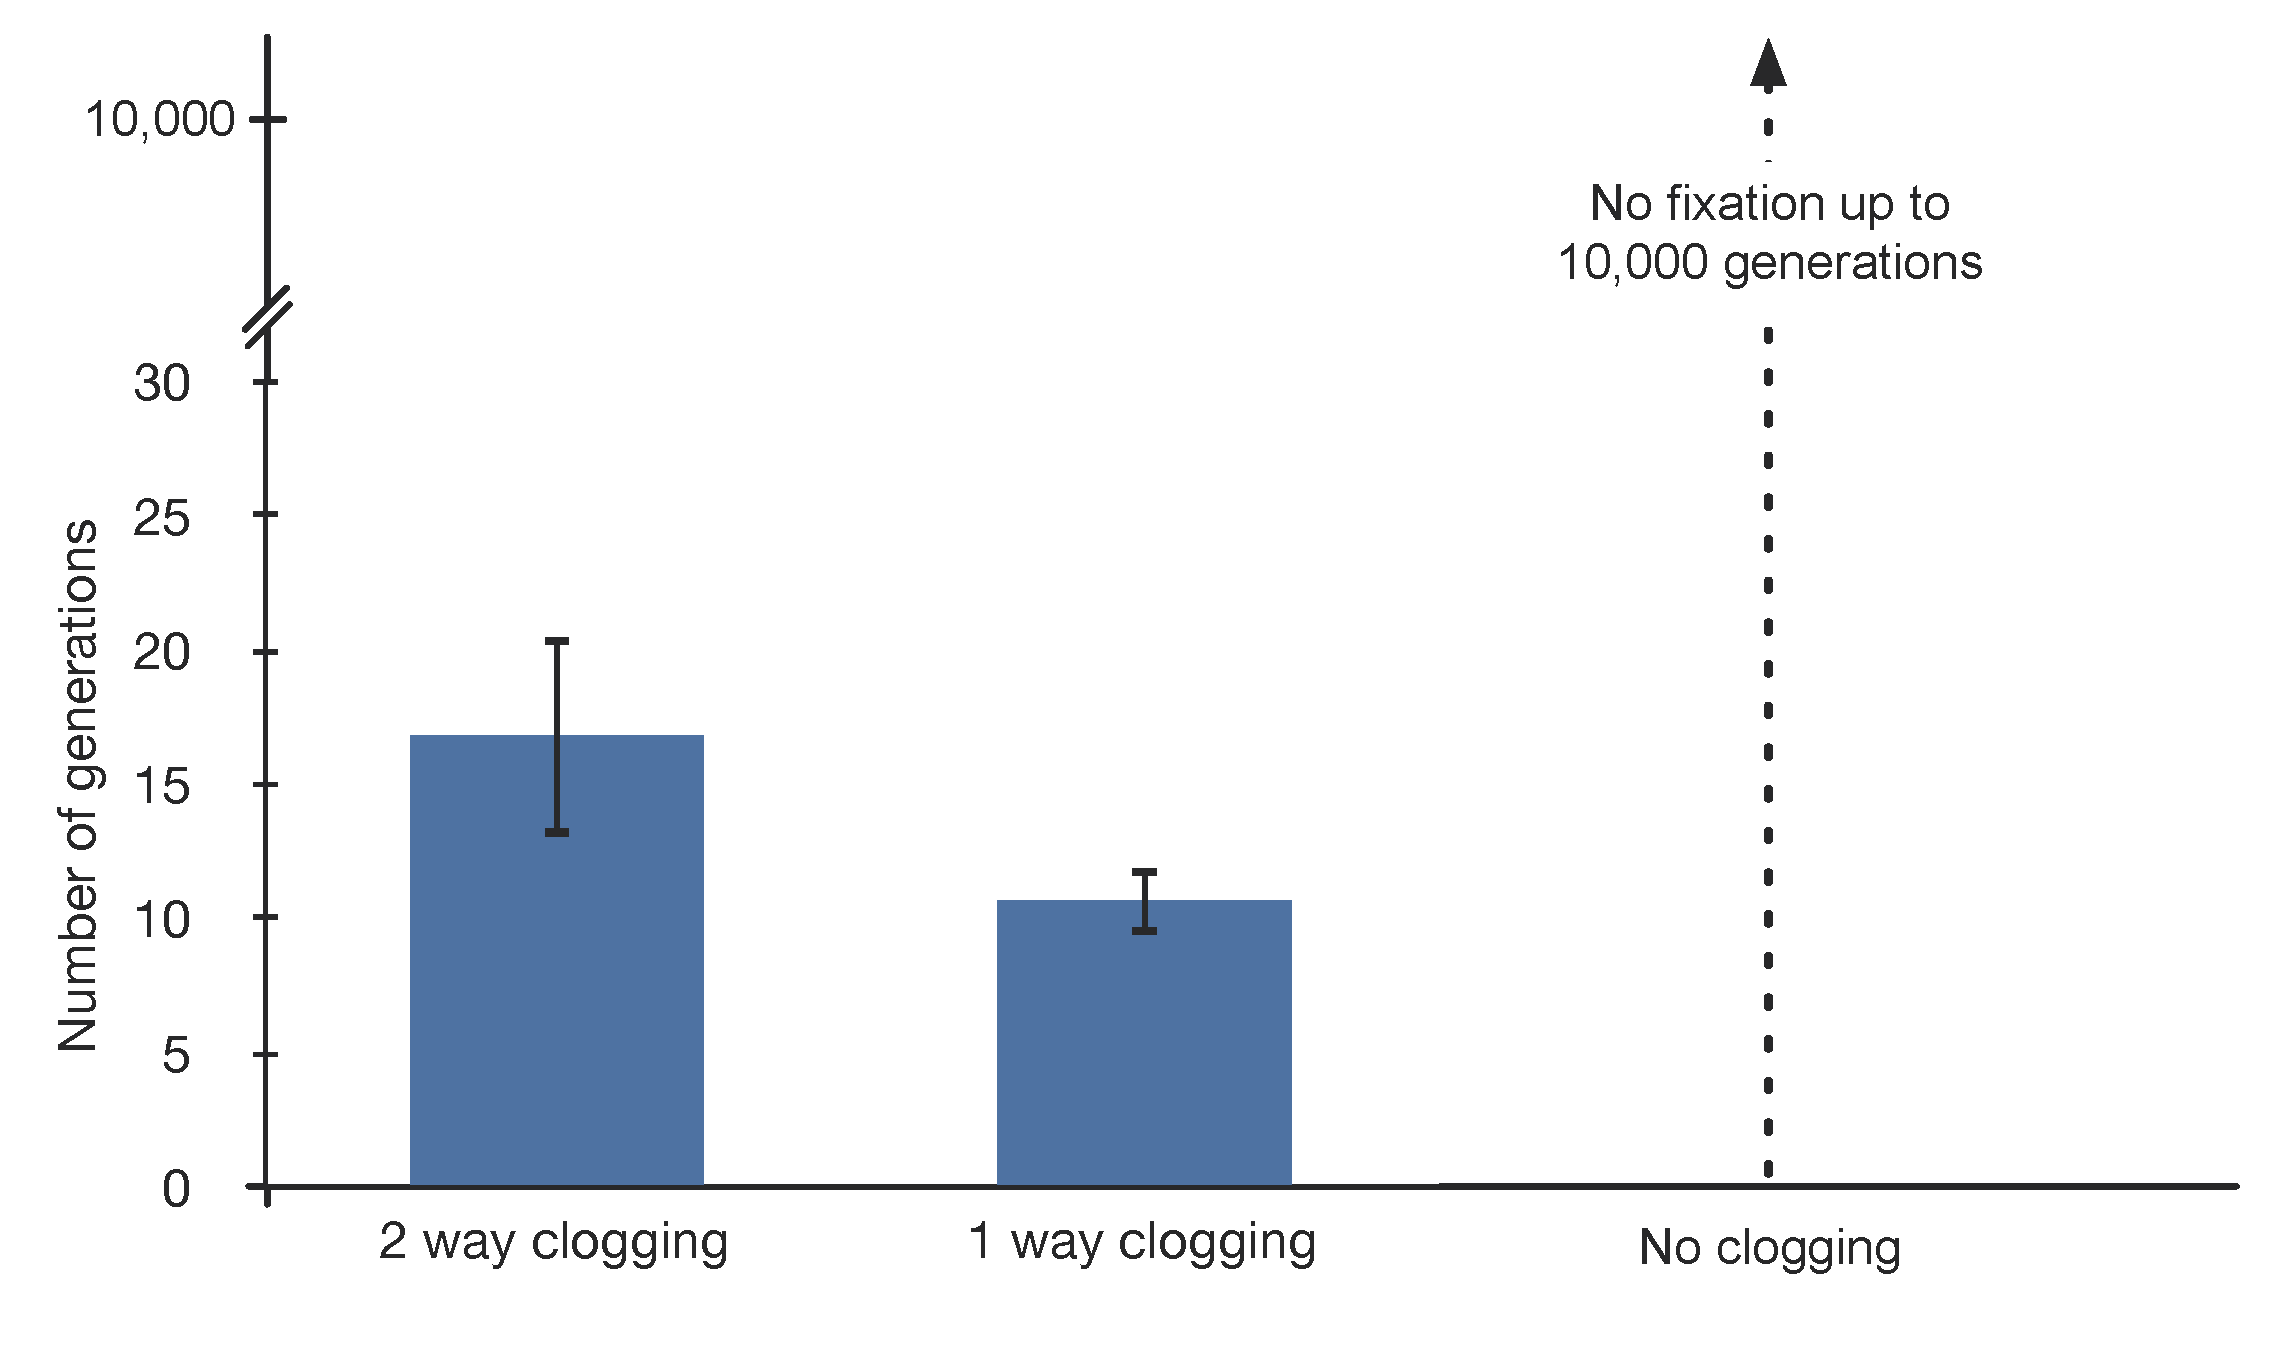 10,000
No fixation up to
10,000 generations
30
25
20
15
10
5
0
Number of generations
2 way clogging
1 way clogging
No clogging